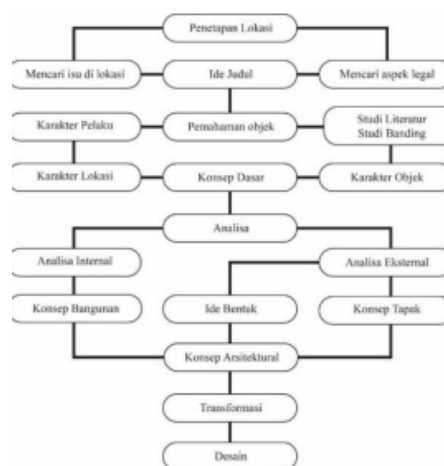 Penetapan Lokasi
Mencari isu di lokasi
Ide Judul
Mencari aspek legal
Karakter Pelaku
Pemahaman objek
Studi Literatur
Studi Banding
Karakter Lokasi
Konsep Dasar
Karakter Objek
Analisa
Analisa Internal
Analisa Eksternal
Konsep Bangunan
Ide Bentuk
Konsep Tapak
Konsep Arsitektural
Transformasi
Desain